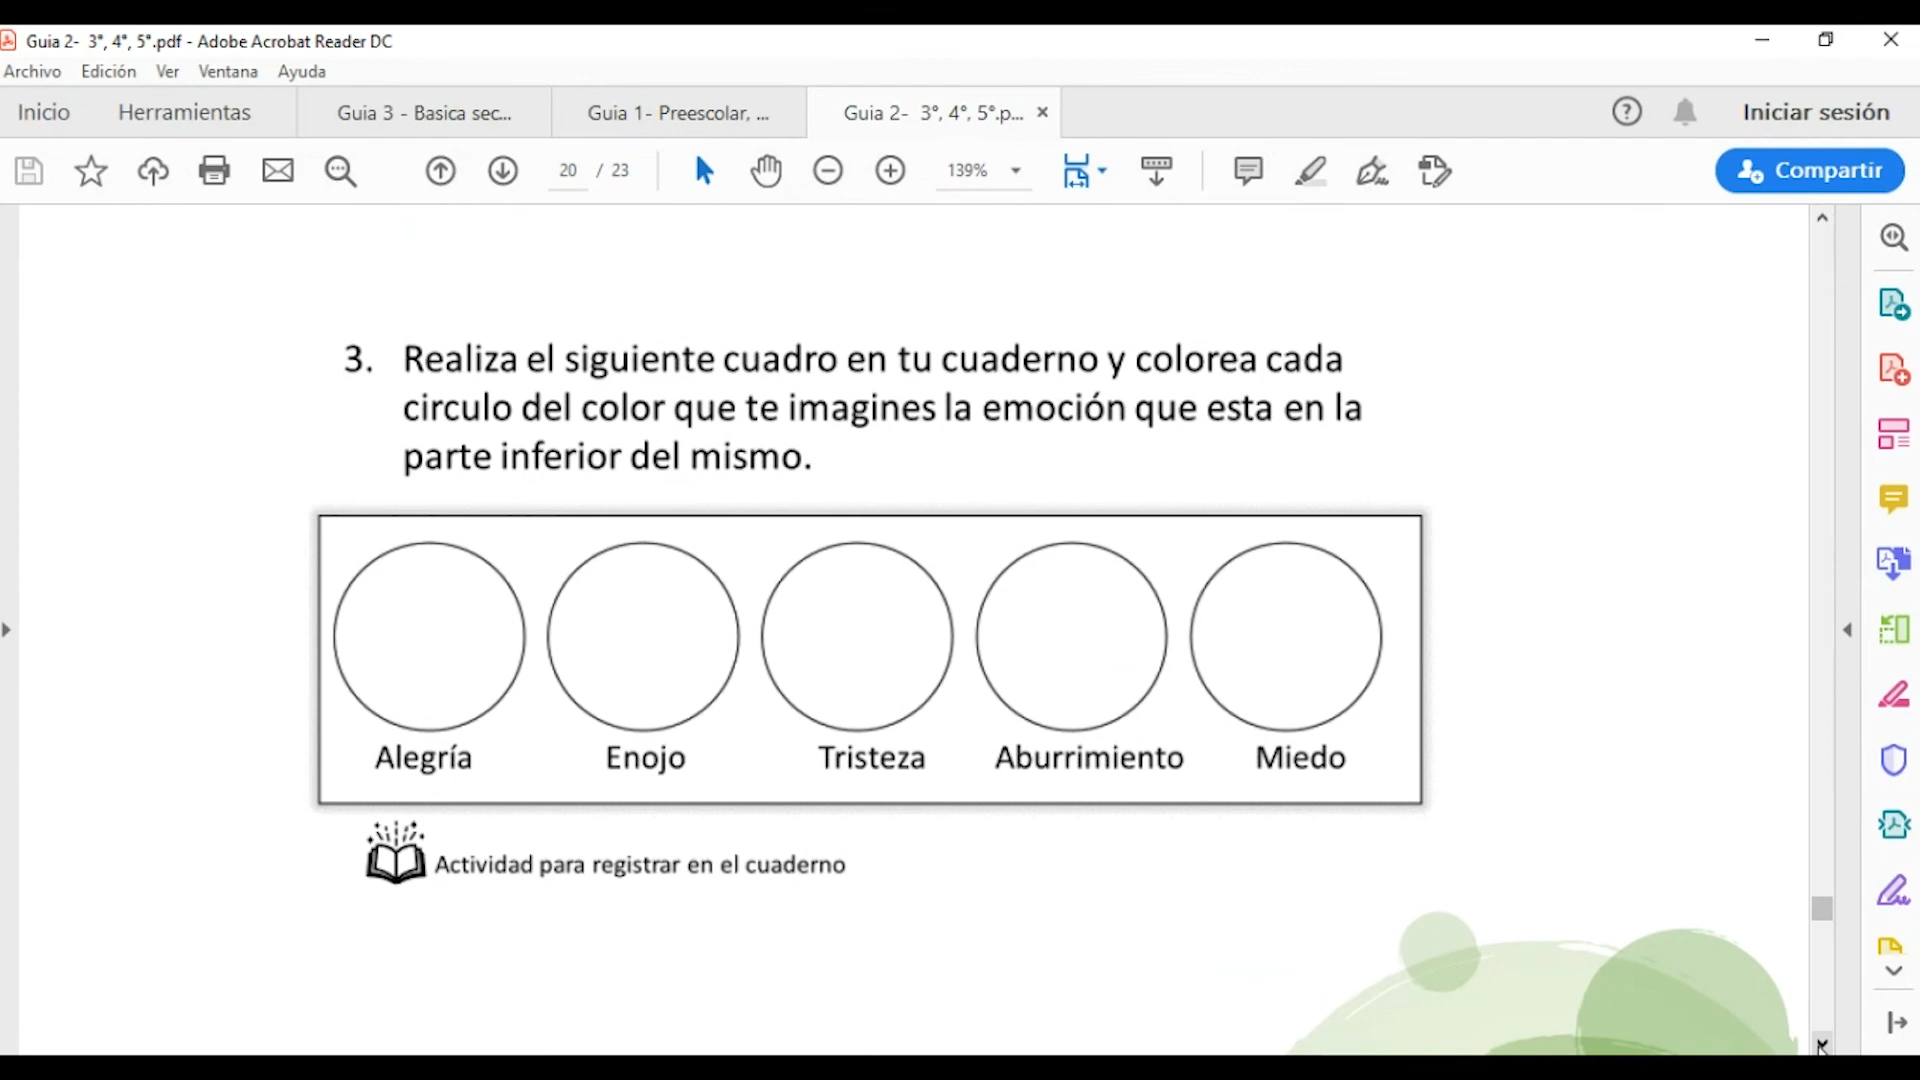 Guia 2-  3°, 4°, 5°.pdf - Adobe Acrobat Reader DC
Archivo Edición Ver Ventana Ayuda
Inicio Herramientas Guia 3 - Basica sec... Guia 1- Preescolar, ... Guia 2-  3°, 4°, 5°.p... Iniciar sesión
20 / 23 139% Compartir
3. Realiza el siguiente cuadro en tu cuaderno y colorea cada
circulo del color que te imagines la emoción que esta en la
parte inferior del mismo.
Alegría Enojo Tristeza Aburrimiento Miedo
Actividad para registrar en el cuaderno